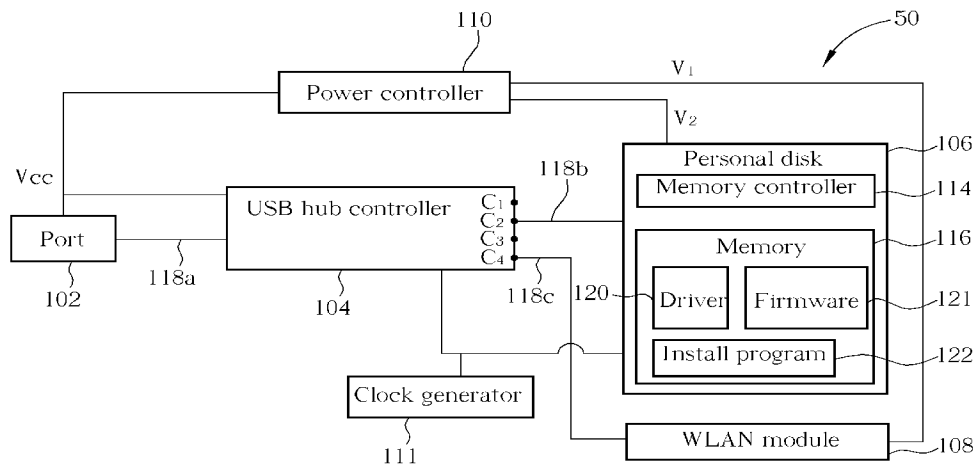 50
110
Power controller
V1
V2
Vcc
106
Personal disk
Memory controller
114
118b
USB hub controller
C1
C2
C3
C4
Port
118a
102
104
118c
Memory
116
120
Driver
Firmware
121
Install program
122
Clock generator
111
WLAN module
108